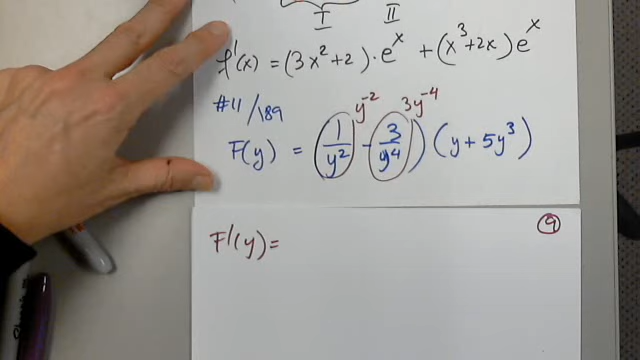 I II
f'(x) = (3x² + 2) · eˣ + (x³ + 2x) eˣ
#11/189 y⁻² 3y⁻⁴
F(y) = (1/y² - 3/y⁴) (y + 5y³)
9
F'(y) =